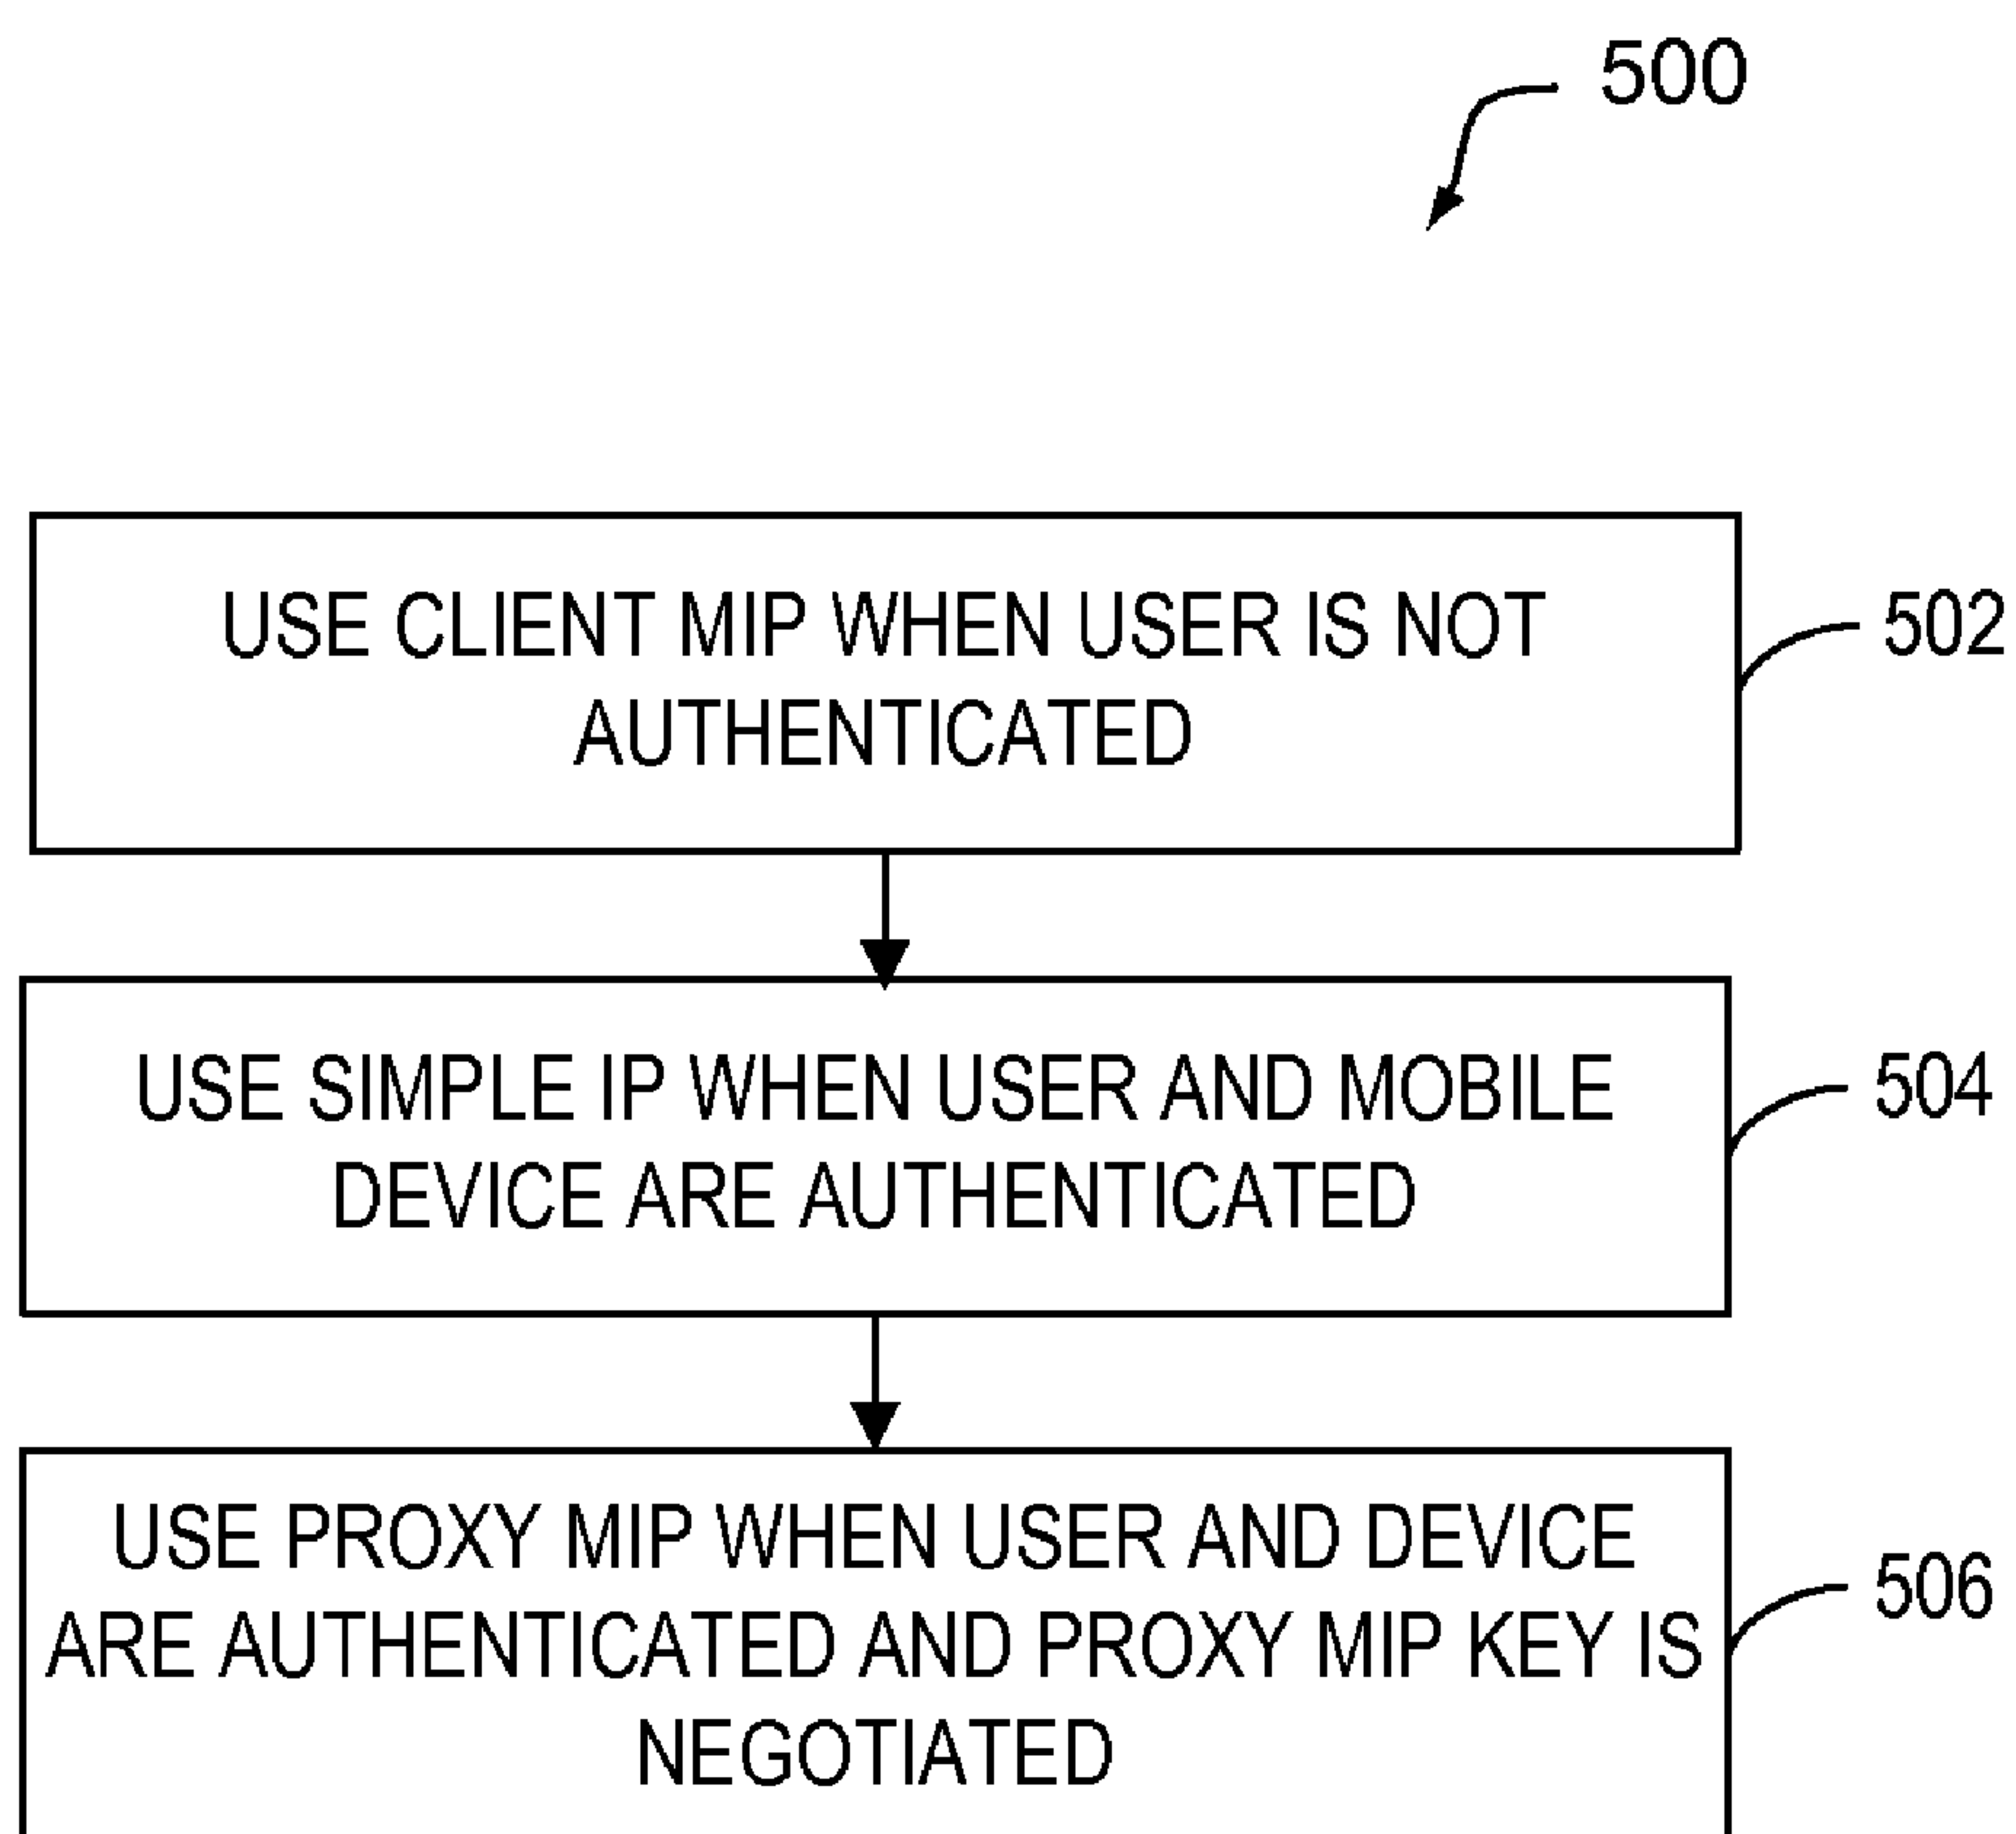 500
USE CLIENT MIP WHEN USER IS NOT
AUTHENTICATED
502
USE SIMPLE IP WHEN USER AND MOBILE
DEVICE ARE AUTHENTICATED
504
USE PROXY MIP WHEN USER AND DEVICE
ARE AUTHENTICATED AND PROXY MIP KEY IS
NEGOTIATED
506